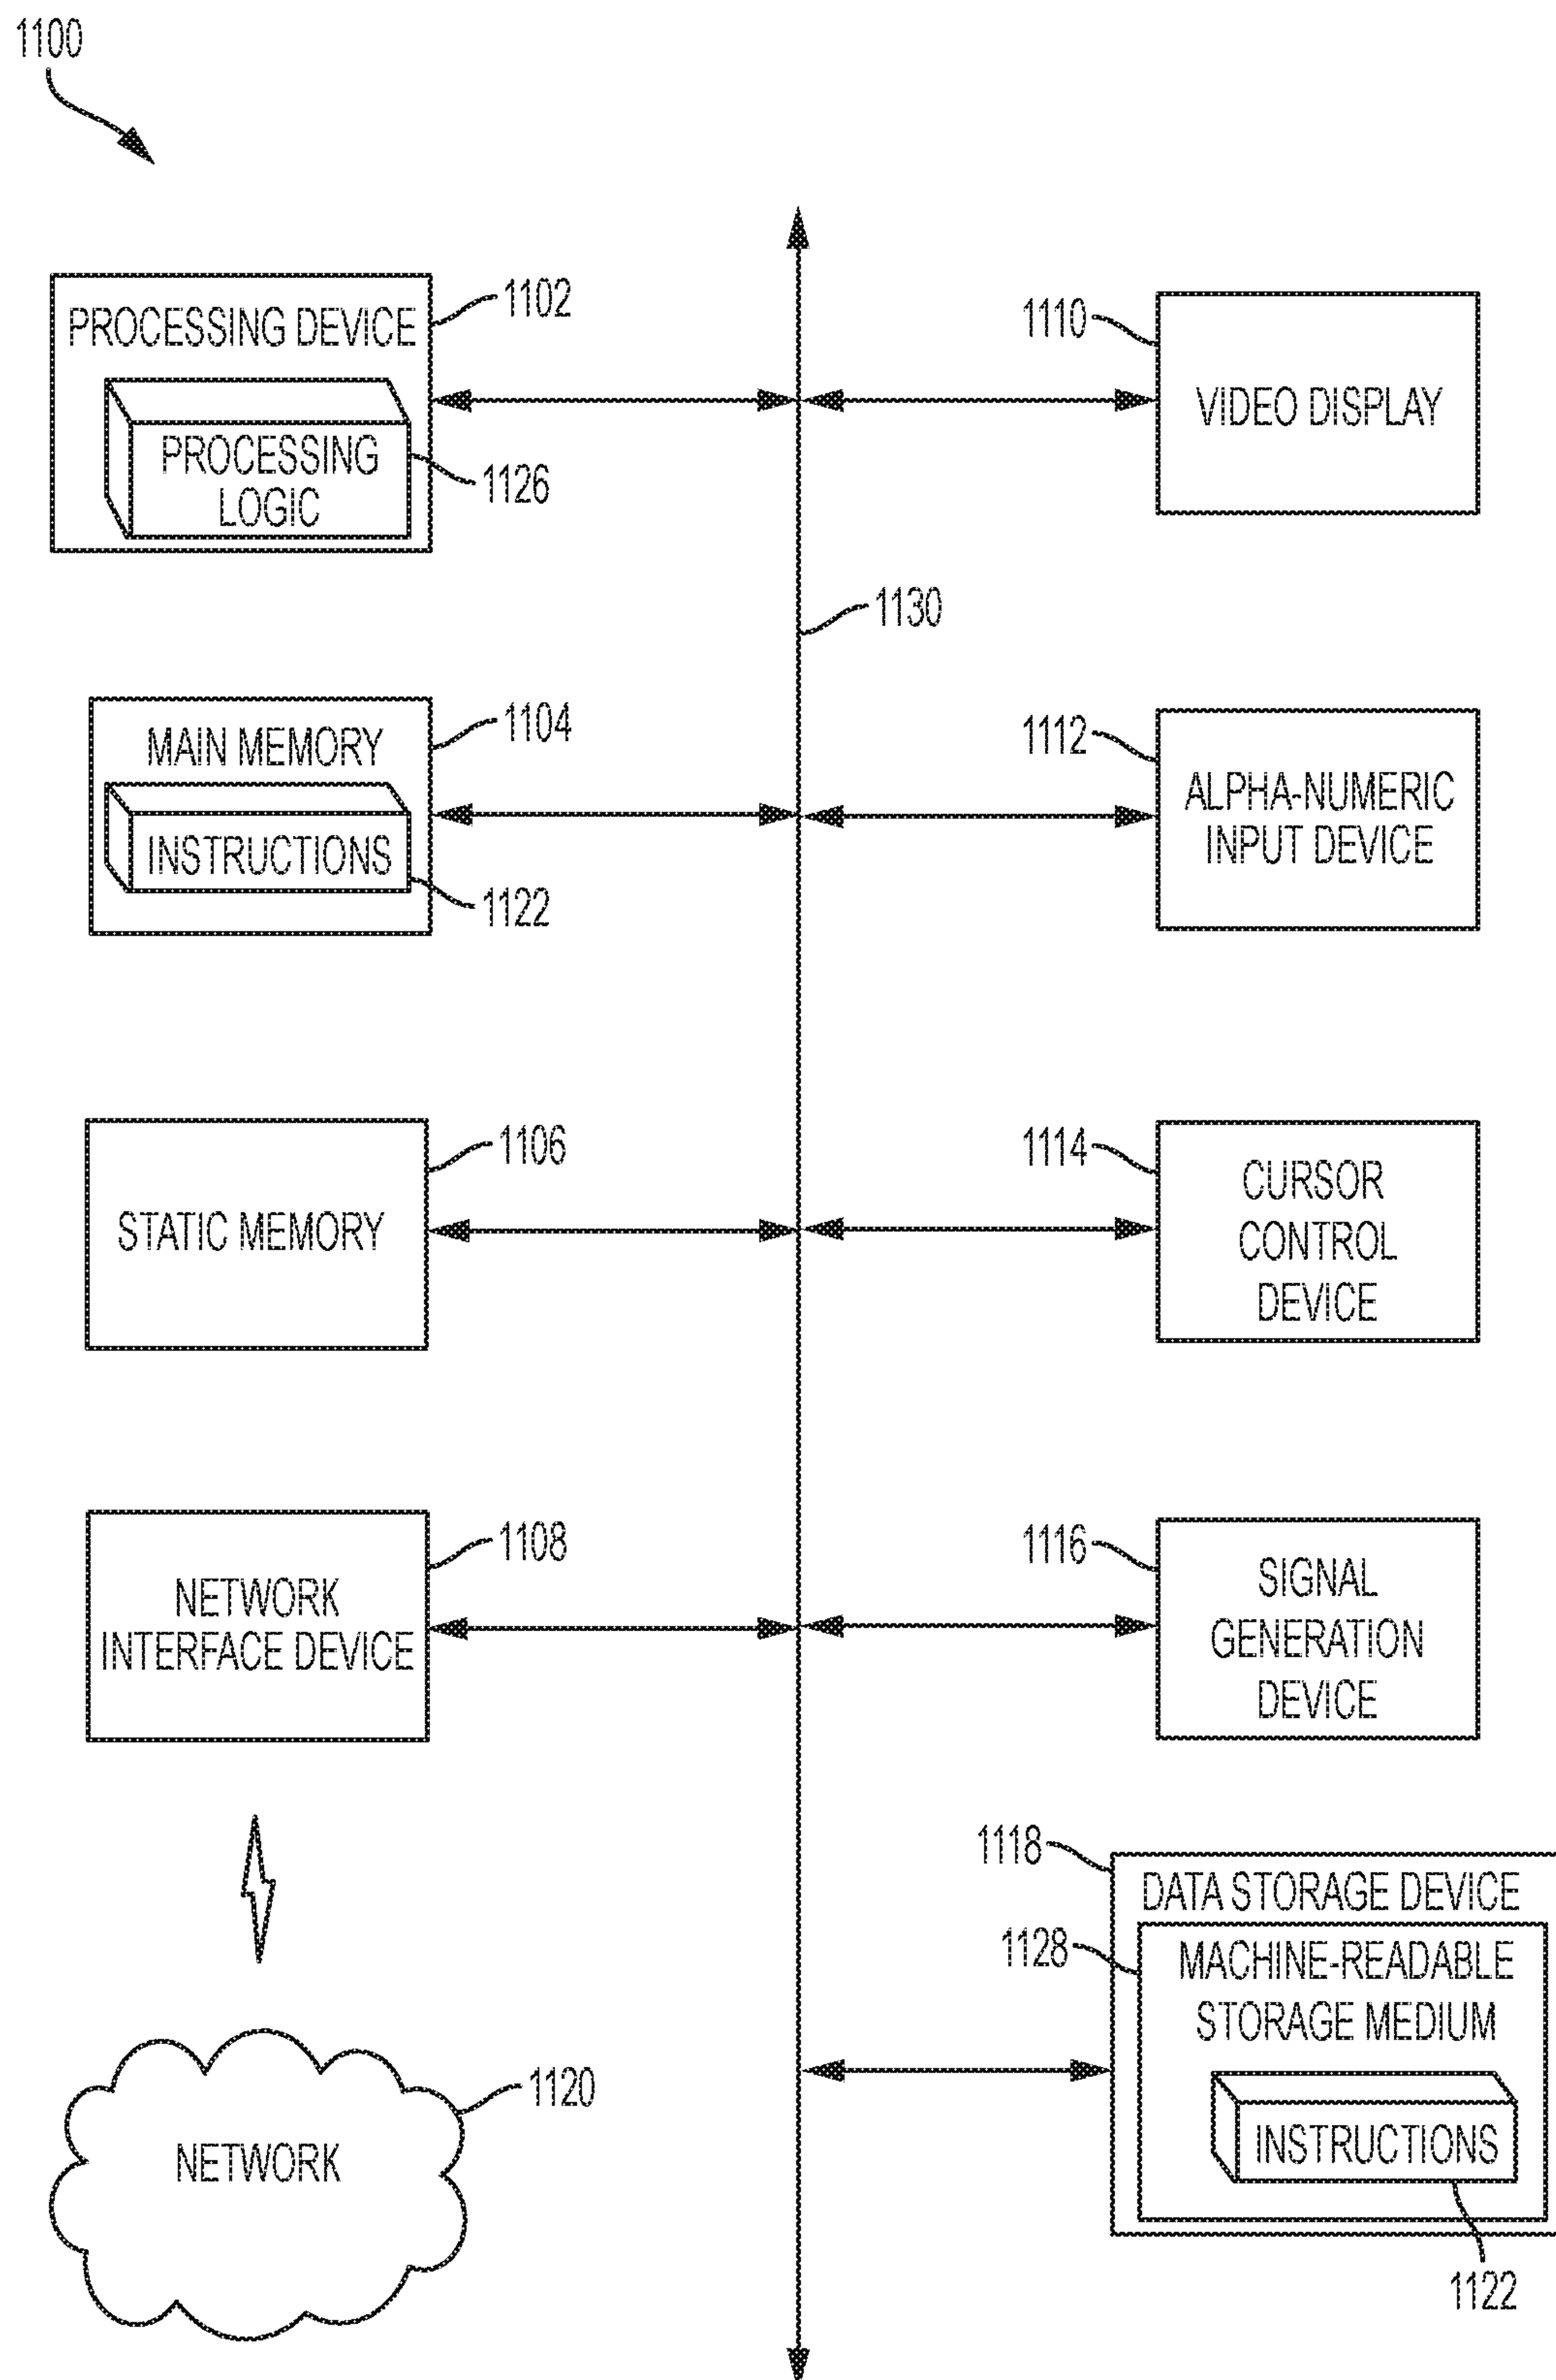 1100
PROCESSING DEVICE
1102
PROCESSING
LOGIC
1126
1110
VIDEO DISPLAY
1130
MAIN MEMORY
1104
INSTRUCTIONS
1122
1112
ALPHA-NUMERIC
INPUT DEVICE
STATIC MEMORY
1106
1114
CURSOR
CONTROL
DEVICE
NETWORK
INTERFACE DEVICE
1108
1116
SIGNAL
GENERATION
DEVICE
1118
DATA STORAGE DEVICE
1128
MACHINE-READABLE
STORAGE MEDIUM
INSTRUCTIONS
1122
NETWORK
1120